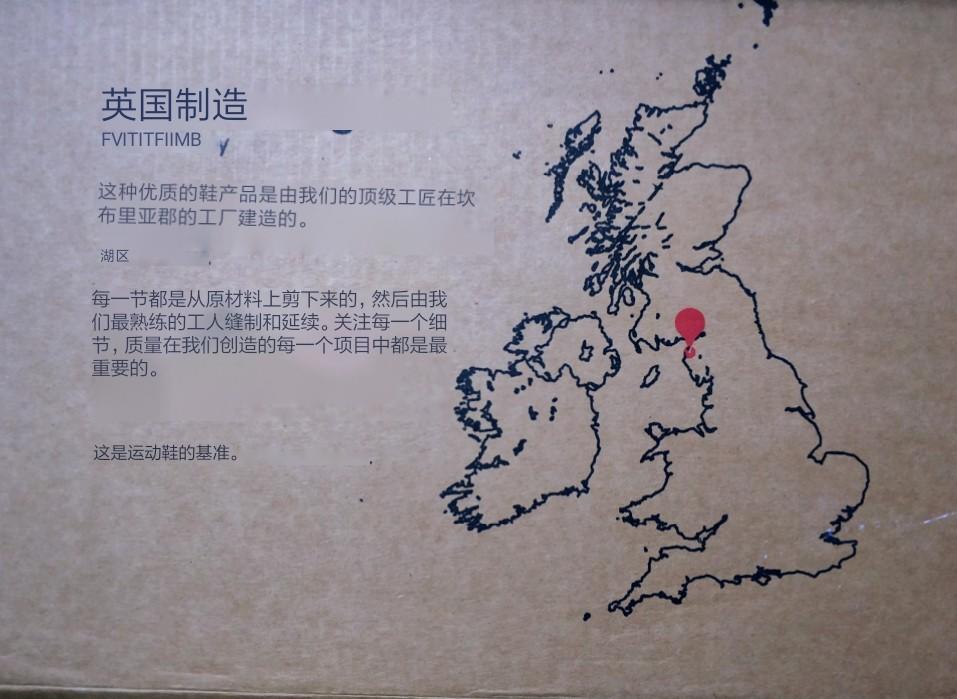 英国制造
FVITITFIIMB
这种优质的鞋产品是由我们的顶级工匠在坎
布里亚郡的工厂建造的。
湖区
每一节都是从原材料上剪下来的，然后由我
们最熟练的工人缝制和延续。关注每一个细
节，质量在我们创造的每一个项目中都是最
重要的。
这是运动鞋的基准。